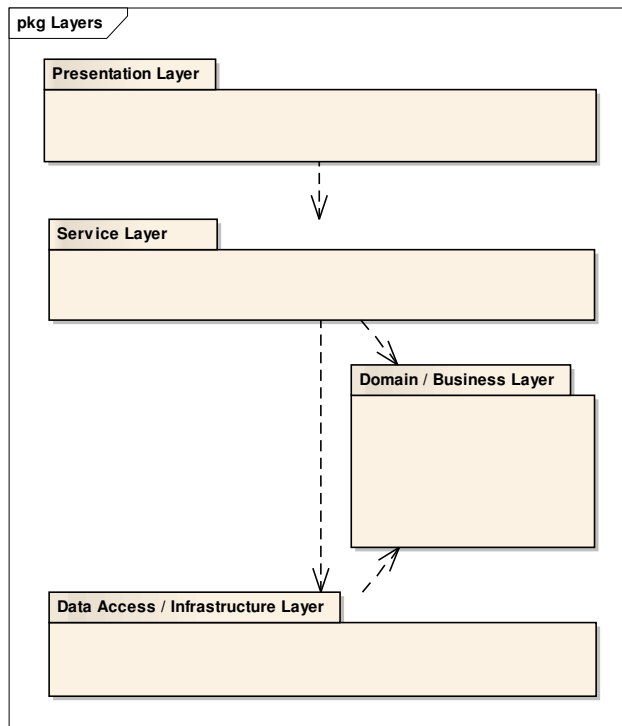 pkg Layers
Presentation Layer
Service Layer
Domain / Business Layer
Data Access / Infrastructure Layer